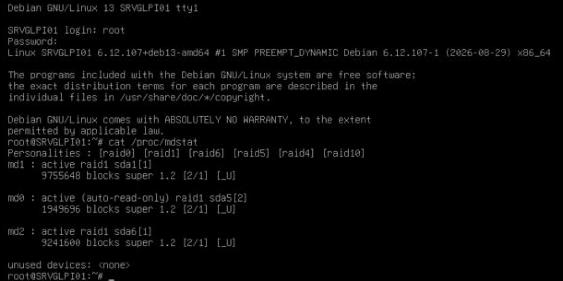 Debian GNU/Linux 13 SRVGLPI01 tty1
SRVGLPI01 login: root
Password:
Linux SRVGLPI01 6.12.107+deb13-amd64 #1 SMP PREEMPT_DYNAMIC Debian 6.12.107-1 (2026-08-29) x86_64
The programs included with the Debian GNU/Linux system are free software;
the exact distribution terms for each program are described in the
individual files in /usr/share/doc/*/copyright.
Debian GNU/Linux comes with ABSOLUTELY NO WARRANTY, to the extent
permitted by applicable law.
root@SRVGLPI01:~# cat /proc/mdstat
Personalities : [raid0] [raid1] [raid6] [raid5] [raid4] [raid10]
md1 : active raid1 sda1[1]
9755648 blocks super 1.2 [2/1] [_U]
md0 : active (auto-read-only) raid1 sda5[2]
1949696 blocks super 1.2 [2/1] [_U]
md2 : active raid1 sda6[1]
9241600 blocks super 1.2 [2/1] [_U]
unused devices: <none>
root@SRVGLPI01:~# _